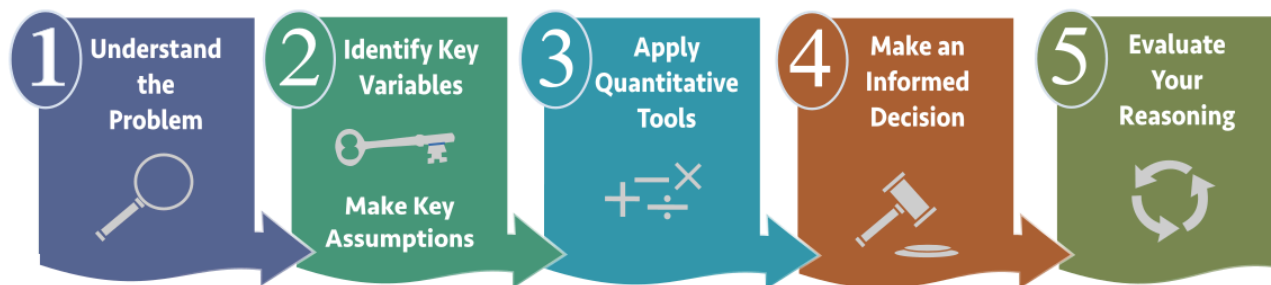 1
Understand
the
Problem
2
Identify Key
Variables
Make Key
Assumptions
3
Apply
Quantitative
Tools
4
Make an
Informed
Decision
5
Evaluate
Your
Reasoning